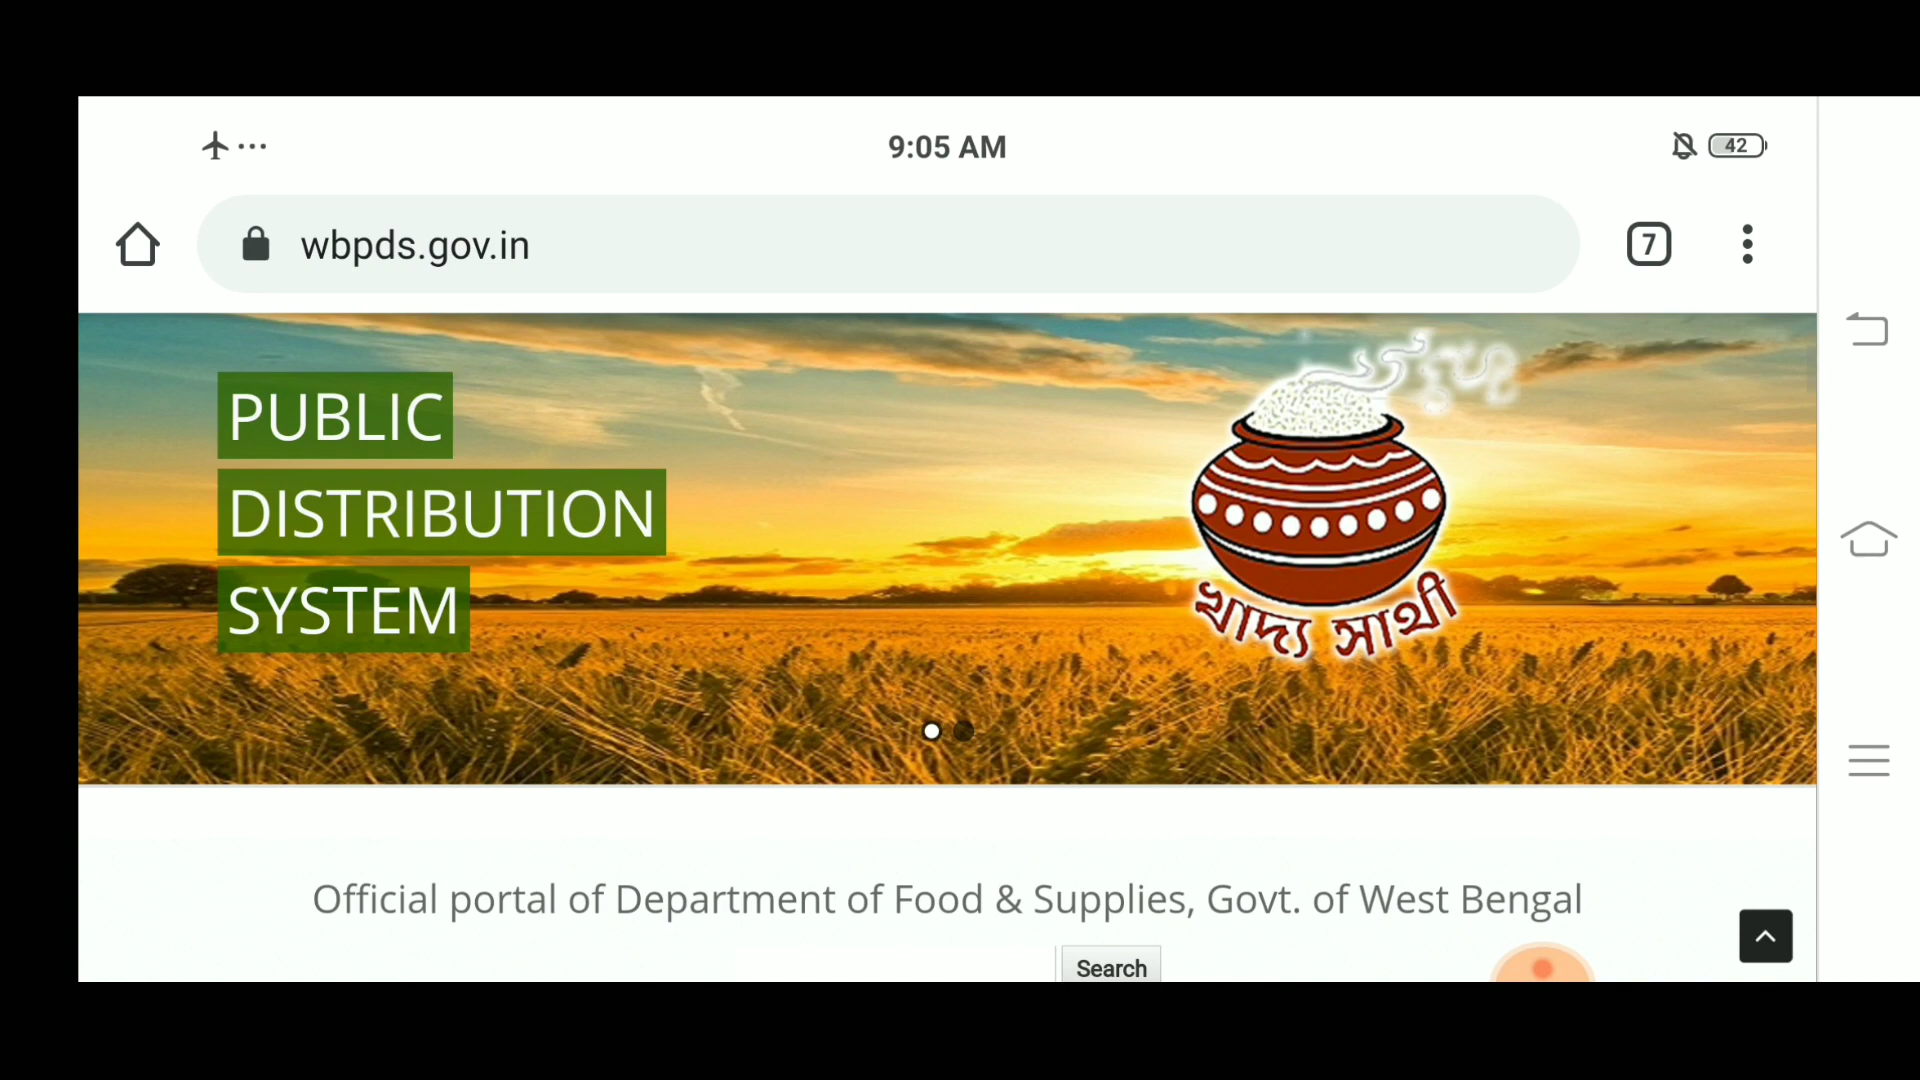 9:05 AM
42
wbpds.gov.in
7
PUBLIC
DISTRIBUTION
SYSTEM
খাদ্য সাথী
Official portal of Department of Food & Supplies, Govt. of West Bengal
Search